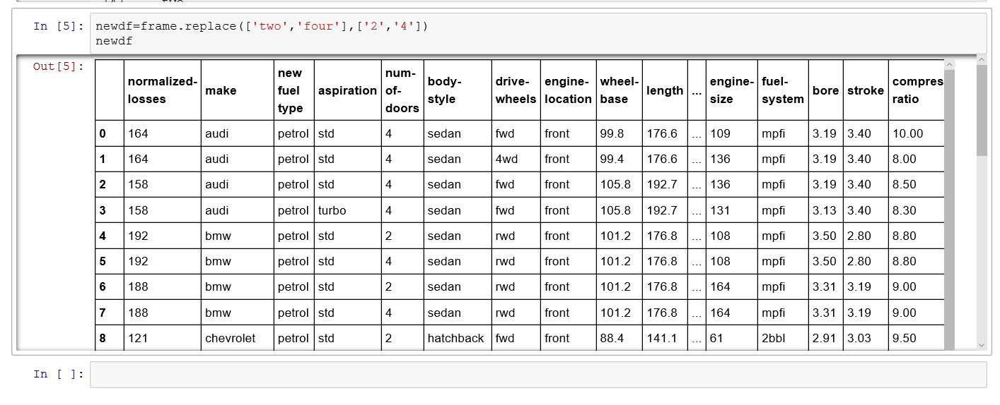 In [5]: newdf=frame.replace(['two','four'],['2','4'])
newdf
Out[5]:
normalized-losses make new fuel type aspiration num-of-doors body-style drive-wheels engine-location wheel-base length ... engine-size fuel-system bore stroke compres ratio
0 164 audi petrol std 4 sedan fwd front 99.8 176.6 ... 109 mpfi 3.19 3.40 10.00
1 164 audi petrol std 4 sedan 4wd front 99.4 176.6 ... 136 mpfi 3.19 3.40 8.00
2 158 audi petrol std 4 sedan fwd front 105.8 192.7 ... 136 mpfi 3.19 3.40 8.50
3 158 audi petrol turbo 4 sedan fwd front 105.8 192.7 ... 131 mpfi 3.13 3.40 8.30
4 192 bmw petrol std 2 sedan rwd front 101.2 176.8 ... 108 mpfi 3.50 2.80 8.80
5 192 bmw petrol std 4 sedan rwd front 101.2 176.8 ... 108 mpfi 3.50 2.80 8.80
6 188 bmw petrol std 2 sedan rwd front 101.2 176.8 ... 164 mpfi 3.31 3.19 9.00
7 188 bmw petrol std 4 sedan rwd front 101.2 176.8 ... 164 mpfi 3.31 3.19 9.00
8 121 chevrolet petrol std 2 hatchback fwd front 88.4 141.1 ... 61 2bbl 2.91 3.03 9.50
In [ ]: